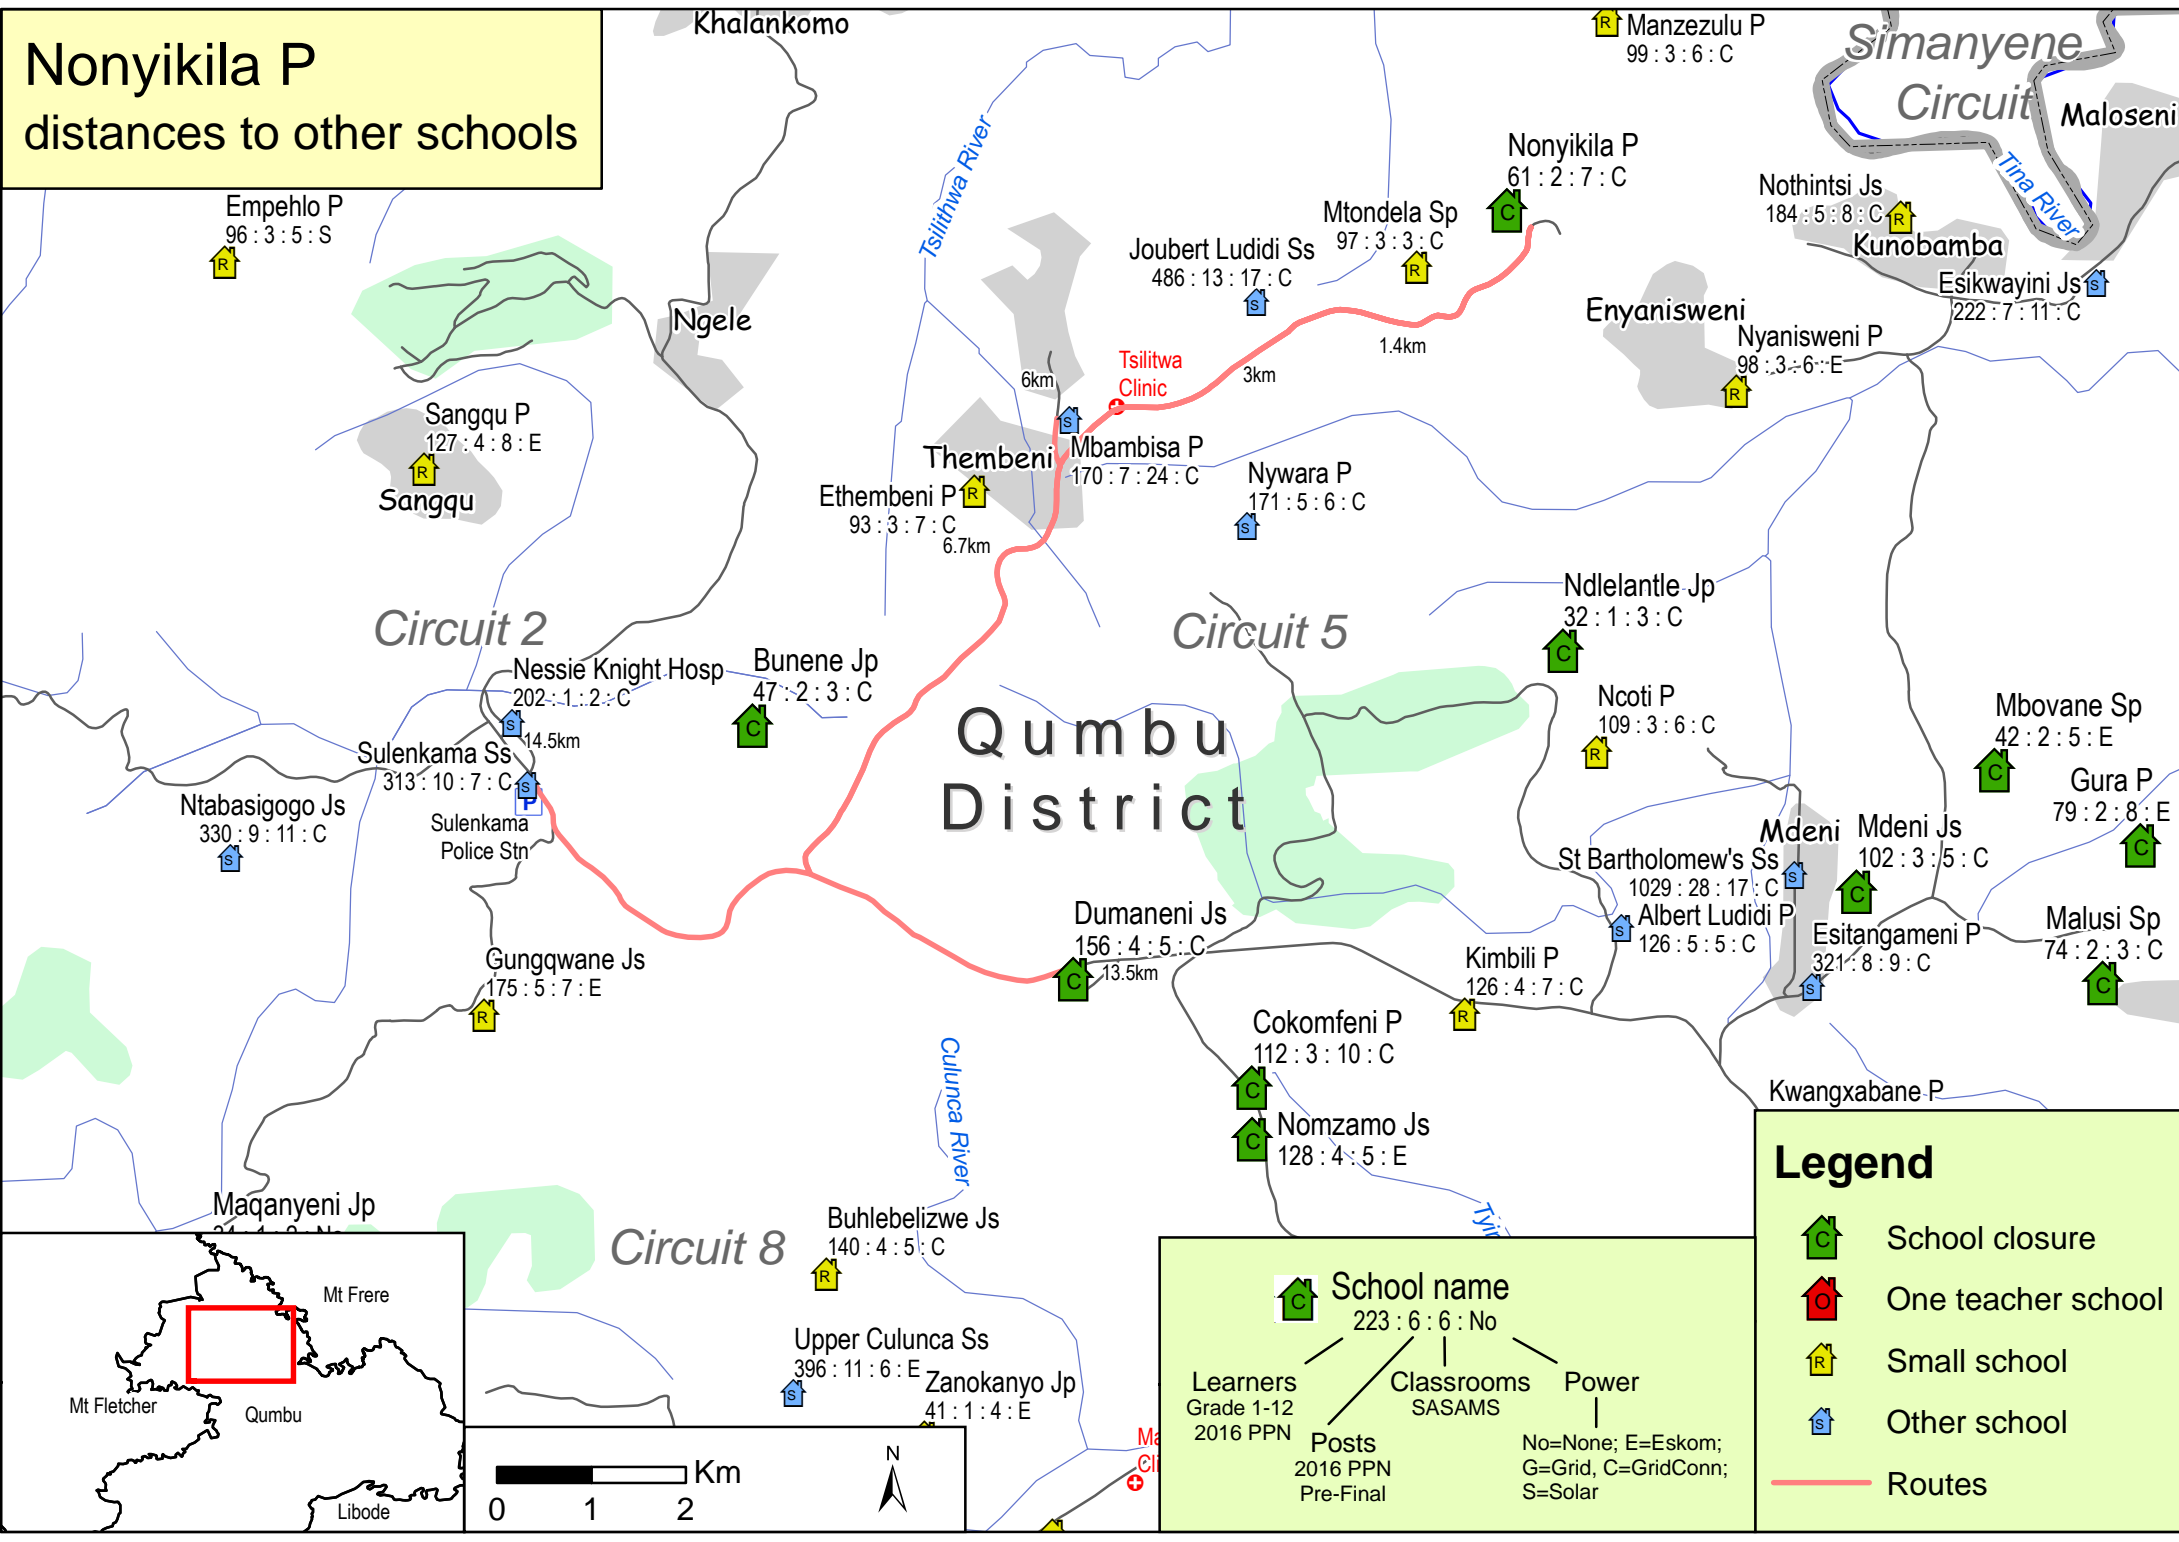 Nonyikila P
distances to other schools
Khalankomo
R
Manzezulu P
99 : 3 : 6 : C
Simanyene
Circuit
Maloseni
Tina River
Tsilithwa River
Nonyikila P
61 : 2 : 7 : C
C
Nothintsi Js
184 : 5 : 8 : C
R
Kunobamba
Empehlo P
96 : 3 : 5 : S
R
Mtondela Sp
97 : 3 : 3 : C
R
Joubert Ludidi Ss
486 : 13 : 17 : C
S
Esikwayini Js
222 : 7 : 11 : C
S
Enyanisweni
Nyanisweni P
98 : 3 : 6 : E
R
Ngele
1.4km
3km
6km
Tsilitwa
Clinic
S
Sangqu P
127 : 4 : 8 : E
R
Sangqu
Thembeni
Mbambisa P
170 : 7 : 24 : C
Ethembeni P
93 : 3 : 7 : C
R
6.7km
Nywara P
171 : 5 : 6 : C
S
Ndlelantle Jp
32 : 1 : 3 : C
C
Circuit 2
Circuit 5
Nessie Knight Hosp
202 : 1 : 2 : C
S
14.5km
Bunene Jp
47 : 2 : 3 : C
C
Ncoti P
109 : 3 : 6 : C
R
Mbovane Sp
42 : 2 : 5 : E
C
Qumbu
District
Sulenkama Ss
313 : 10 : 7 : C
S
P
Sulenkama
Police Stn
Ntabasigogo Js
330 : 9 : 11 : C
S
Gura P
79 : 2 : 8 : E
C
Mdeni
Mdeni Js
102 : 3 : 5 : C
C
St Bartholomew's Ss
1029 : 28 : 17 : C
S
Albert Ludidi P
126 : 5 : 5 : C
S
Esitangameni P
321 : 8 : 9 : C
S
Malusi Sp
74 : 2 : 3 : C
C
Dumaneni Js
156 : 4 : 5 : C
C
13.5km
Gungqwane Js
175 : 5 : 7 : E
R
Kimbili P
126 : 4 : 7 : C
R
Cokomfeni P
112 : 3 : 10 : C
C
Nomzamo Js
128 : 4 : 5 : E
C
Culunca River
Kwangxabane P
Maqanyeni Jp
Circuit 8
Buhlebelizwe Js
140 : 4 : 5 : C
R
Upper Culunca Ss
396 : 11 : 6 : E
S
Zanokanyo Jp
41 : 1 : 4 : E
Mt Frere
Mt Fletcher
Qumbu
Libode
Km
0 1 2
N
C
School name
223 : 6 : 6 : No
Learners
Grade 1-12
2016 PPN
Posts
2016 PPN
Pre-Final
Classrooms
SASAMS
Power
No=None; E=Eskom;
G=Grid, C=GridConn;
S=Solar
Legend
C School closure
O One teacher school
R Small school
S Other school
Routes